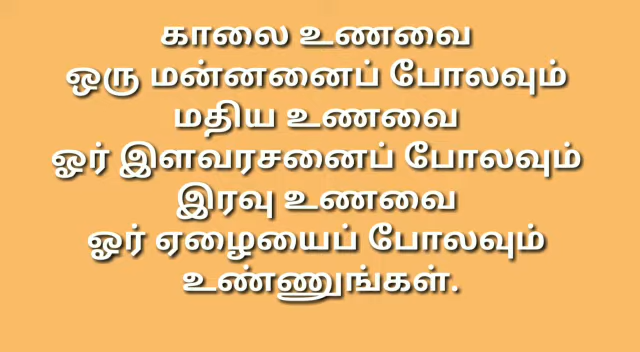 காலை உணவை
ஒரு மன்னனைப் போலவும்
மதிய உணவை
ஓர் இளவரசனைப் போலவும்
இரவு உணவை
ஓர் ஏழையைப் போலவும்
உண்ணுங்கள்.